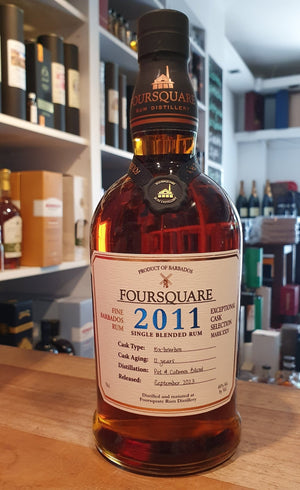 FOURSQUARE
RUM DISTILLERY
PRODUCT OF BARBADOS
FOURSQUARE
FINE
BARBADOS
RUM
2011
EXCEPTIONAL
CASK
SELECTION
MARK XXIV
SINGLE BLENDED RUM
Cask Type: Ex-bourbon
Cask Aging: 12 years
Distillation: Pot & Column Blend
Released: September 2023
Distilled and matured at
Foursquare Rum Distillery